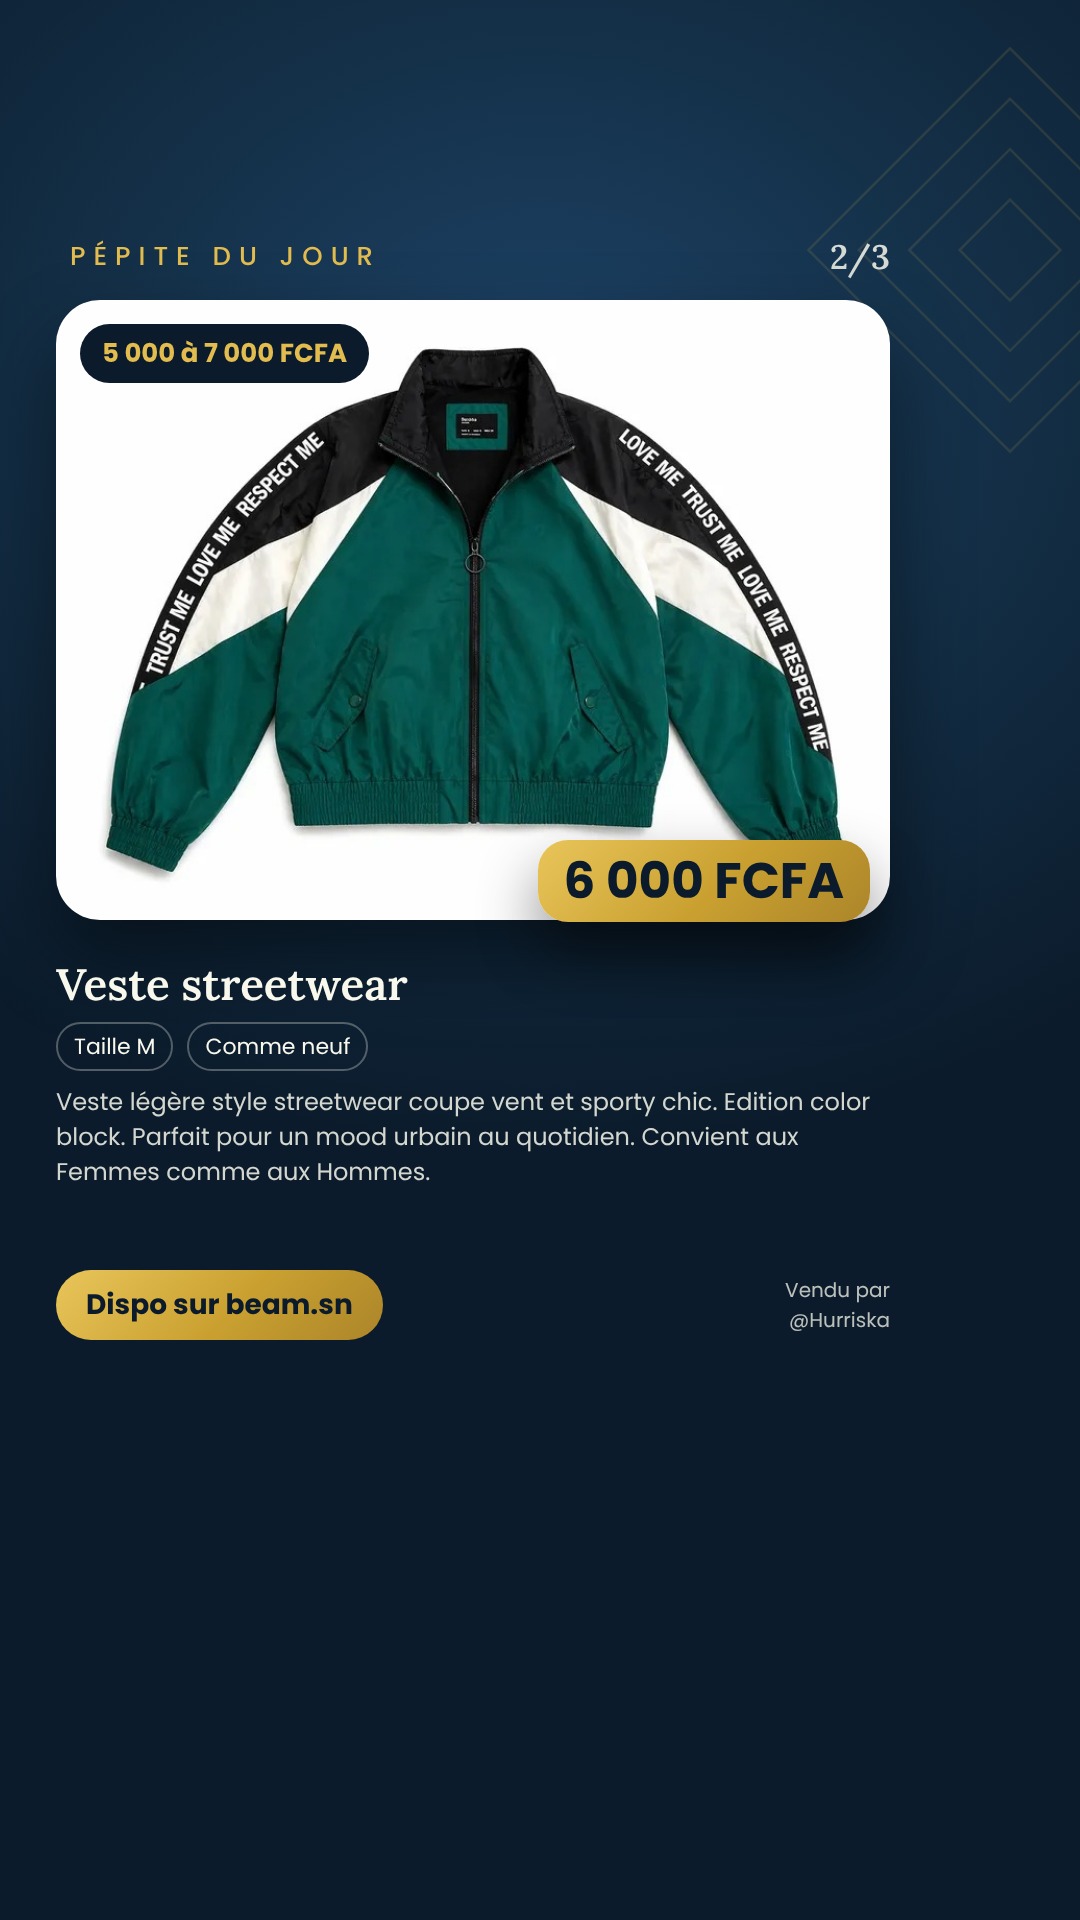 PÉPITE DU JOUR
2/3
5 000 à 7 000 FCFA
TRUST ME LOVE ME RESPECT ME
LOVE ME TRUST ME LOVE ME RESPECT ME
Bershka
6 000 FCFA
Veste streetwear
Taille M
Comme neuf
Veste légère style streetwear coupe vent et sporty chic. Edition color
block. Parfait pour un mood urbain au quotidien. Convient aux
Femmes comme aux Hommes.
Dispo sur beam.sn
Vendu par
@Hurriska